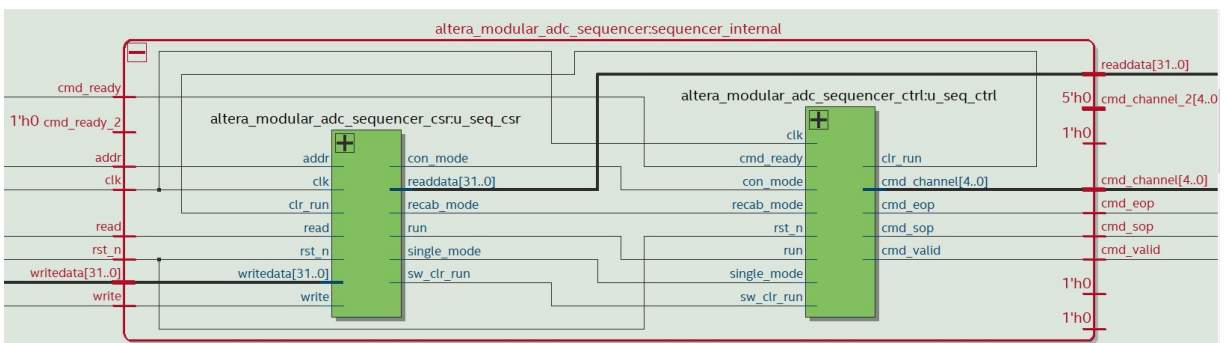 altera_modular_adc_sequencer:sequencer_internal
cmd_ready
1'h0 cmd_ready_2
addr
clk
read
rst_n
writedata[31..0]
write
altera_modular_adc_sequencer_csr:u_seq_csr
addr
clk
clr_run
read
rst_n
writedata[31..0]
write
con_mode
readdata[31..0]
recab_mode
run
single_mode
sw_clr_run
altera_modular_adc_sequencer_ctrl:u_seq_ctrl
clk
cmd_ready
con_mode
recab_mode
rst_n
run
single_mode
sw_clr_run
clr_run
cmd_channel[4..0]
cmd_eop
cmd_sop
cmd_valid
readdata[31..0]
5'h0 cmd_channel_2[4..0
1'h0
cmd_channel[4..0]
cmd_eop
cmd_sop
cmd_valid
1'h0
1'h0